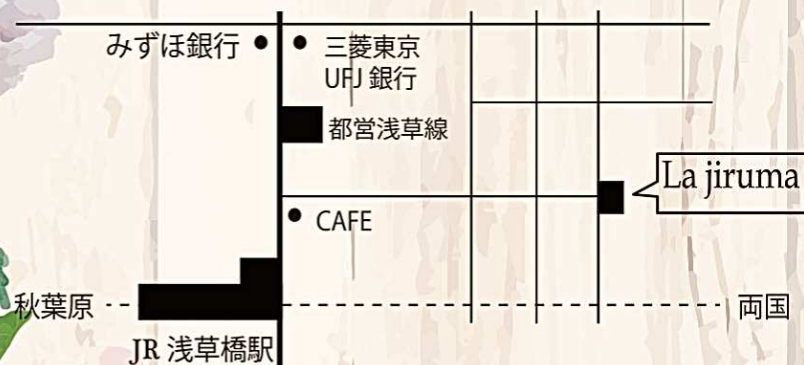 みずほ銀行
三菱東京
UFJ 銀行
都営浅草線
La jiruma
CAFE
秋葉原
両国
JR 浅草橋駅